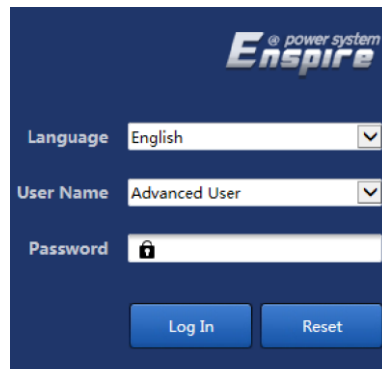 @ power system
Enspire
Language English
User Name Advanced User
Password
Log In Reset